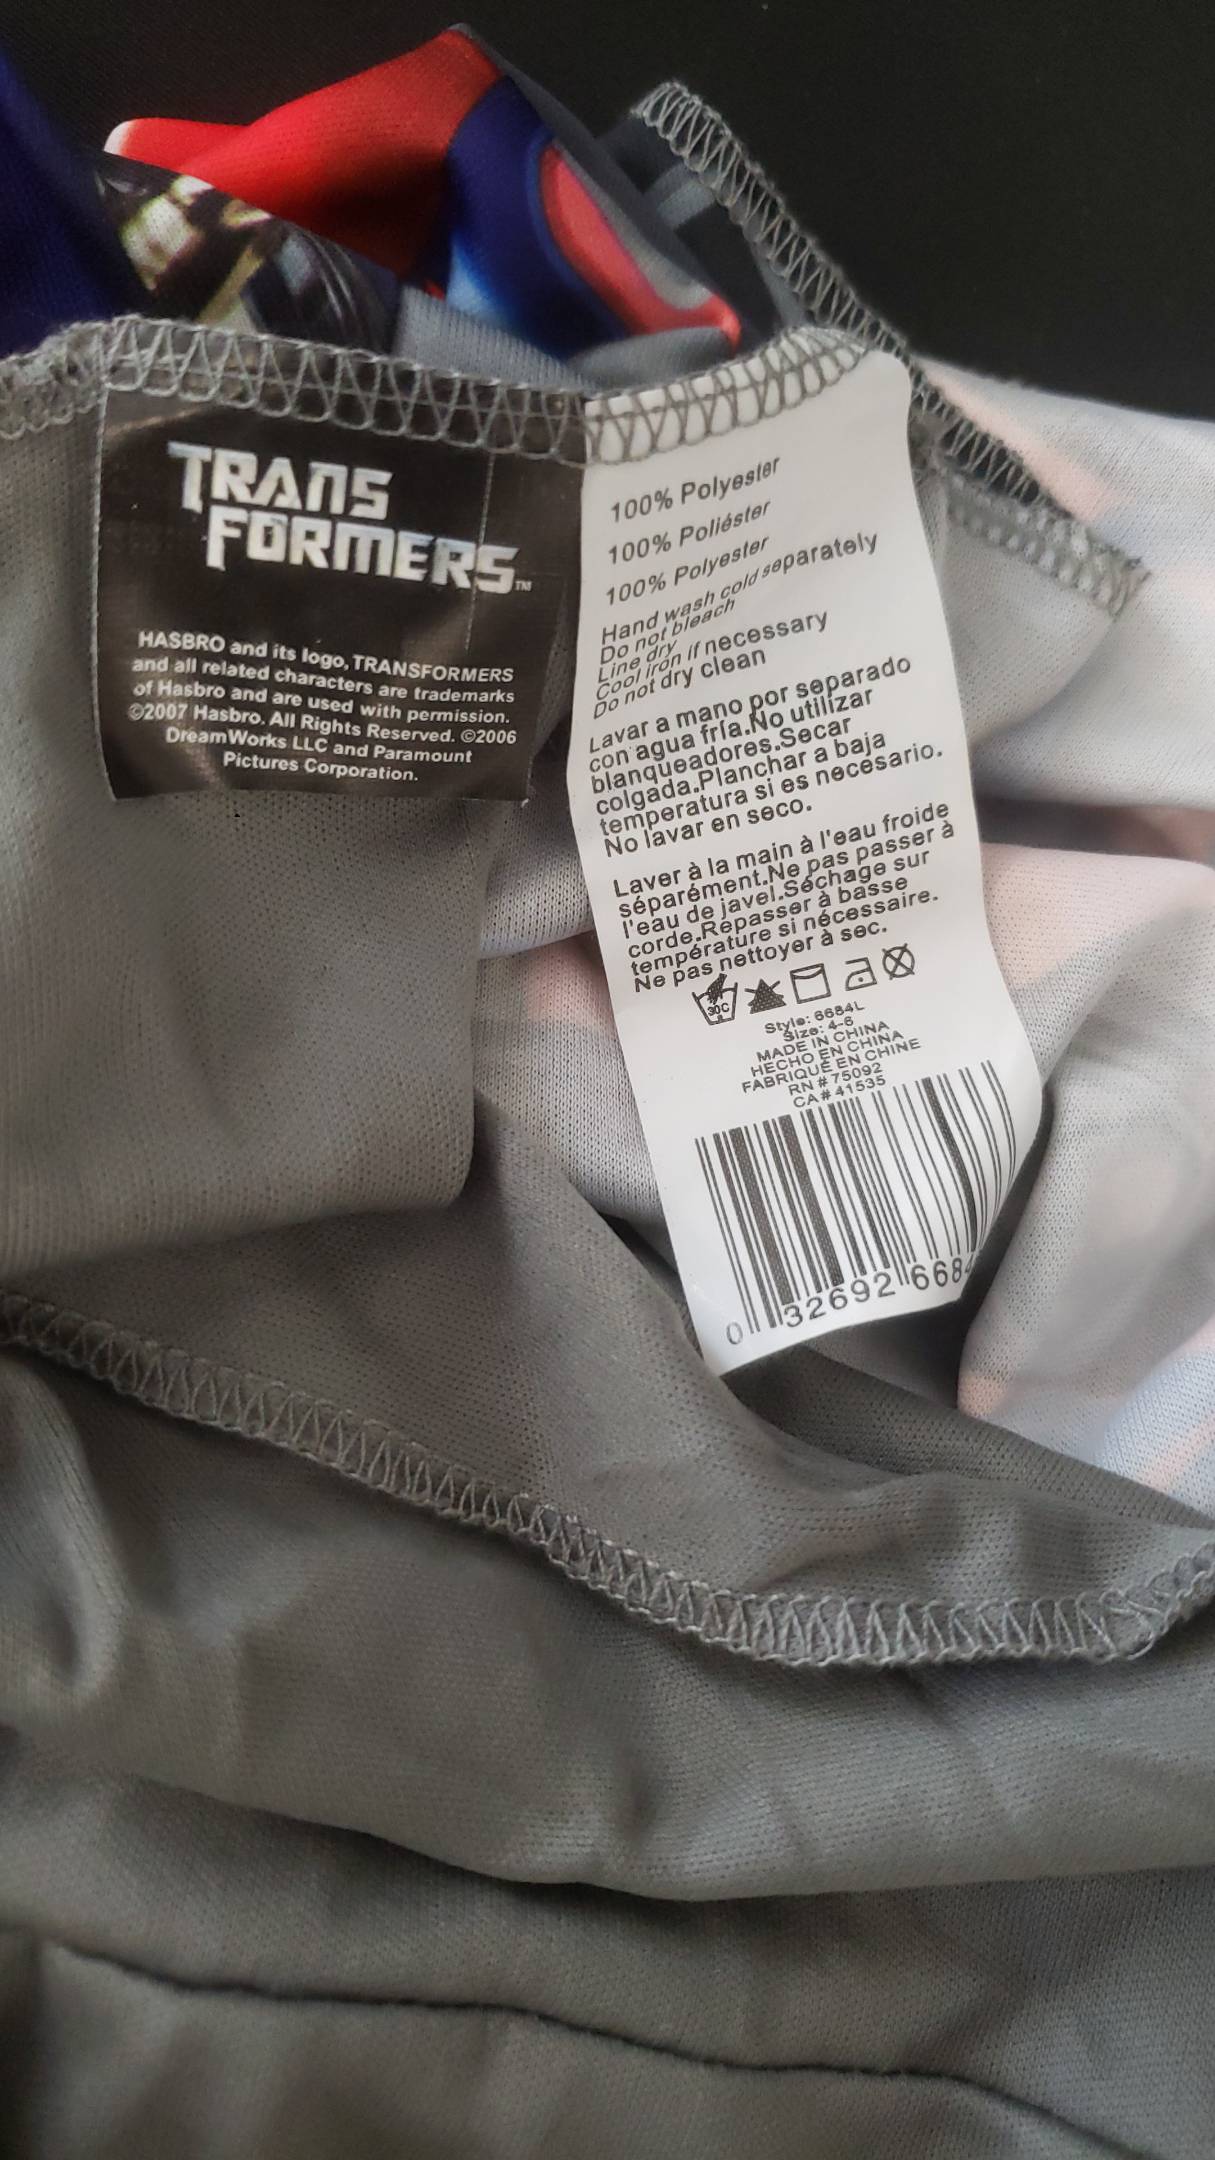 TRANS
FORMERS™
HASBRO and its logo, TRANSFORMERS
and all related characters are trademarks
of Hasbro and are used with permission.
©2007 Hasbro. All Rights Reserved. ©2006
DreamWorks LLC and Paramount
Pictures Corporation.
100% Polyester
100% Poliéster
100% Polyester
Hand wash cold separately
Do not bleach
Line dry
Cool iron if necessary
Do not dry clean
Lavar a mano por separado
con agua fría.No utilizar
blanqueadores.Secar
colgada.Planchar a baja
temperatura si es necesario.
No lavar en seco.
Laver à la main à l'eau froide
séparément.Ne pas passer à
l'eau de javel.Séchage sur
corde.Repasser à basse
température si nécessaire.
Ne pas nettoyer à sec.
30C
Style: 6684L
Size: 4-6
MADE IN CHINA
HECHO EN CHINA
FABRIQUÉ EN CHINE
RN # 75092
CA # 41535
0 32692 6684